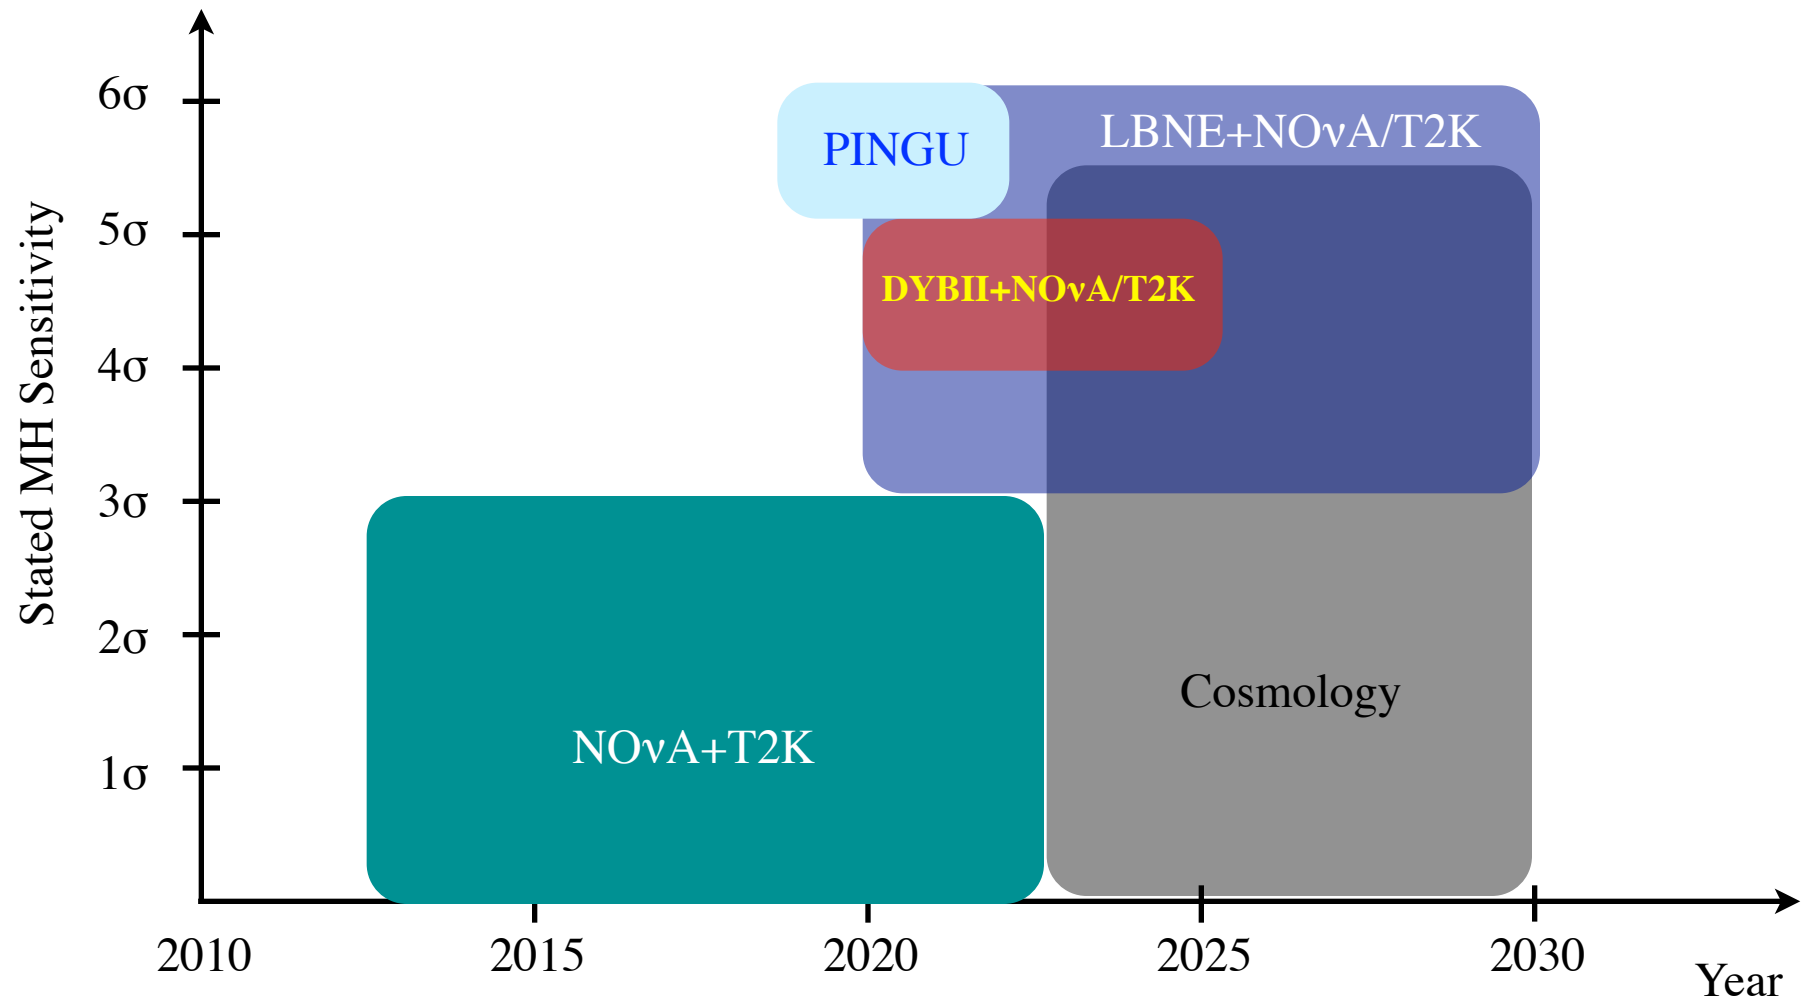 6σ
5σ
4σ
3σ
2σ
1σ
Stated MH Sensitivity
PINGU
LBNE+NOνA/T2K
DYBII+NOνA/T2K
Cosmology
NOνA+T2K
2010
2015
2020
2025
2030
Year